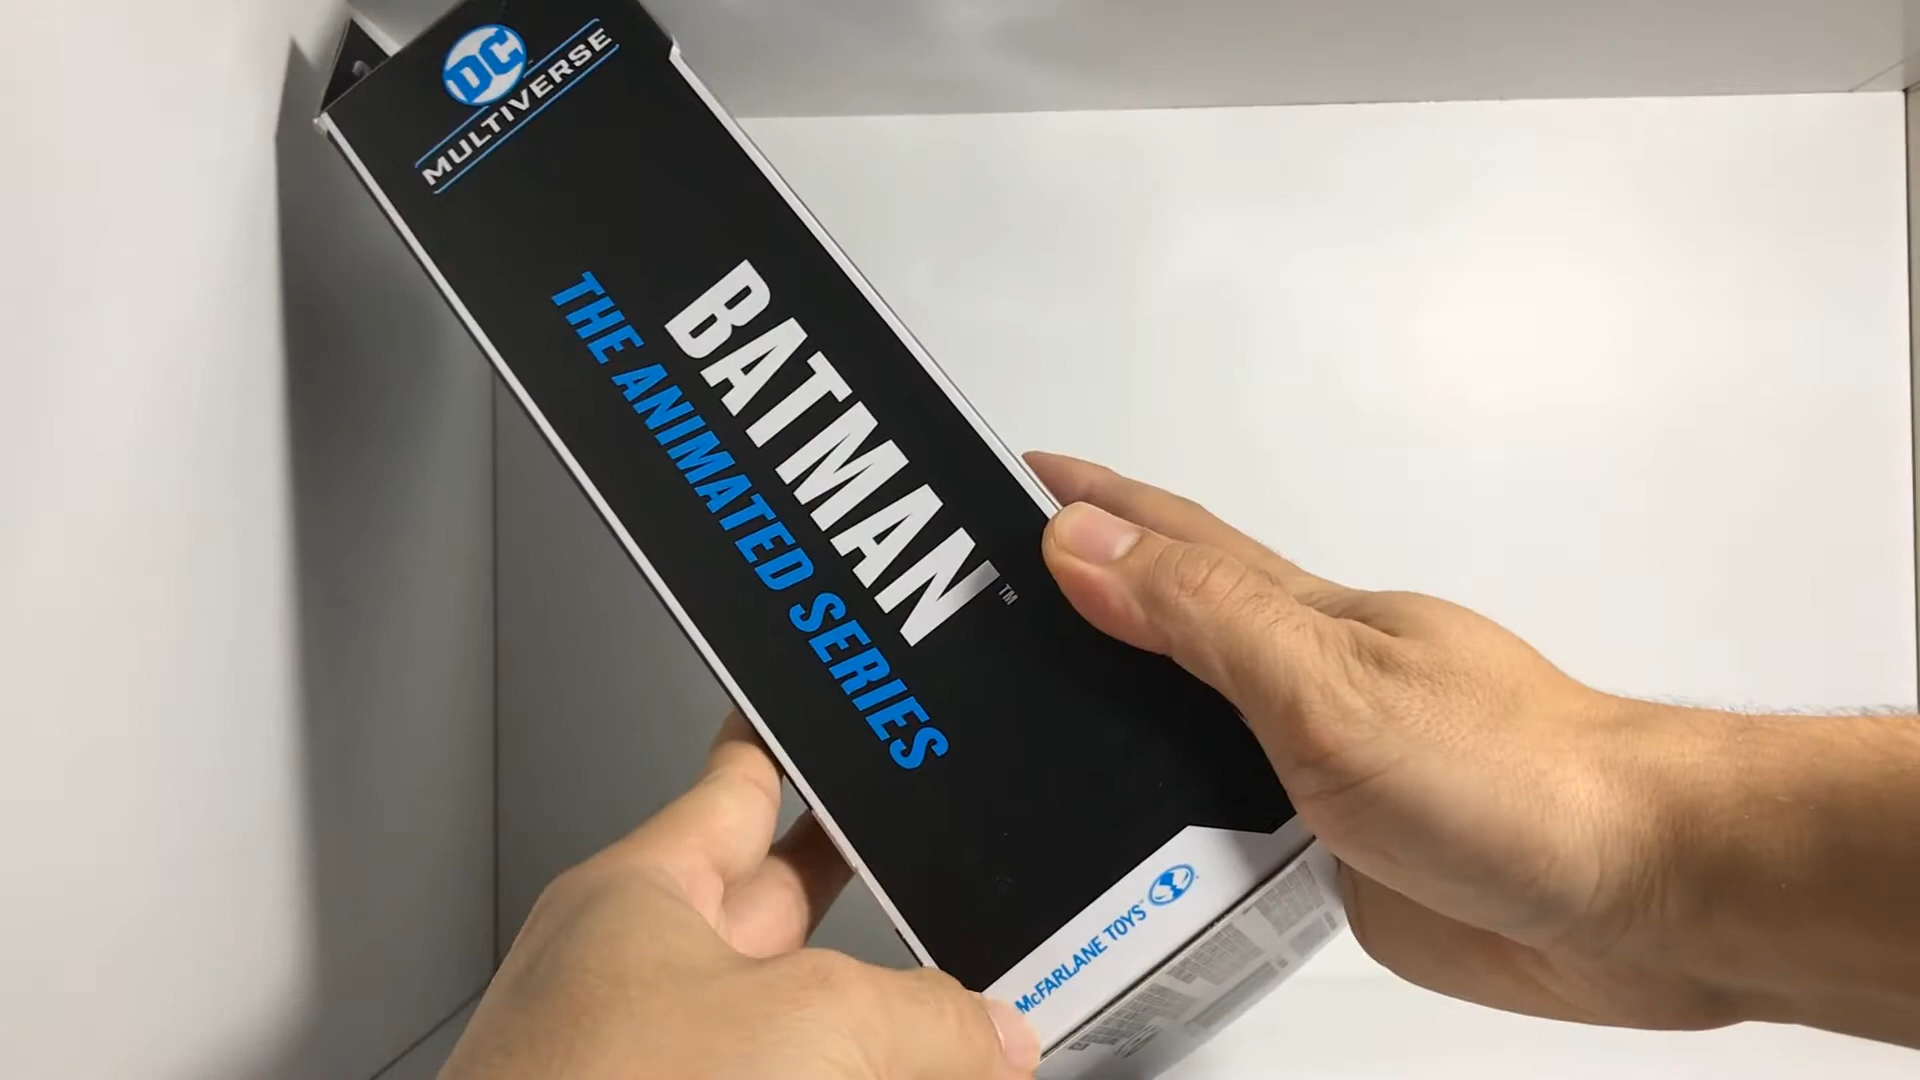 DC
MULTIVERSE
BATMAN™
THE ANIMATED SERIES
McFARLANE TOYS™